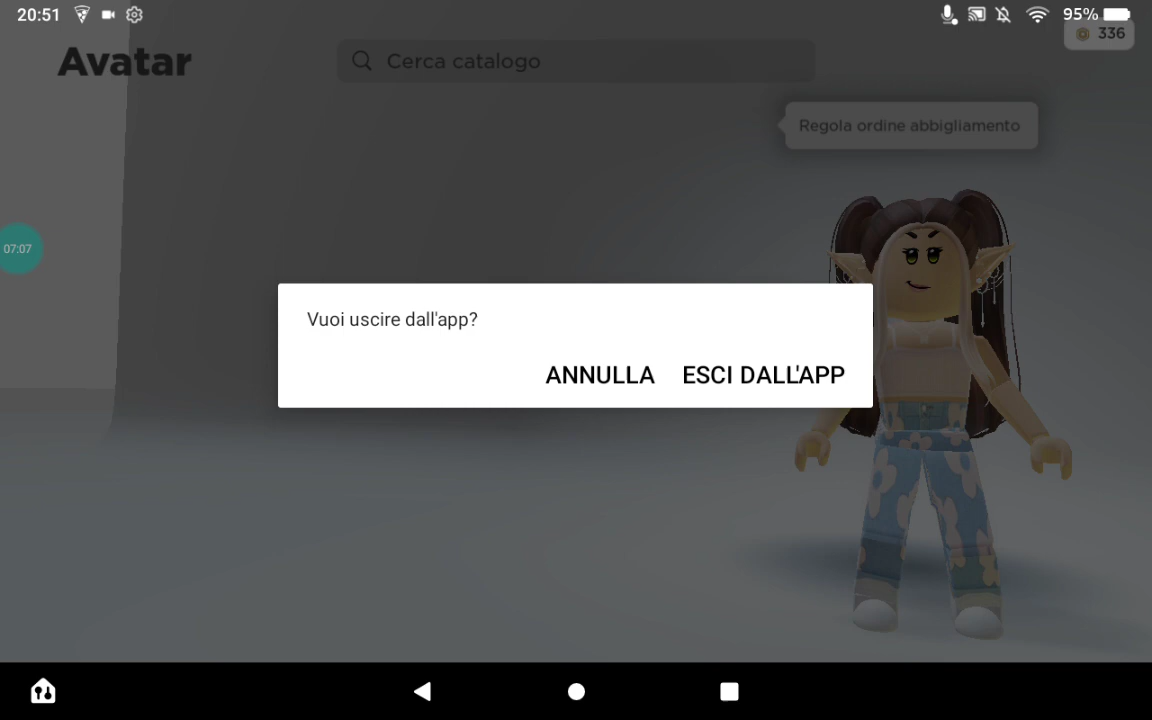 20:51
95%
336
Avatar
Cerca catalogo
Regola ordine abbigliamento
07:07
Vuoi uscire dall'app?
ANNULLA ESCI DALL'APP